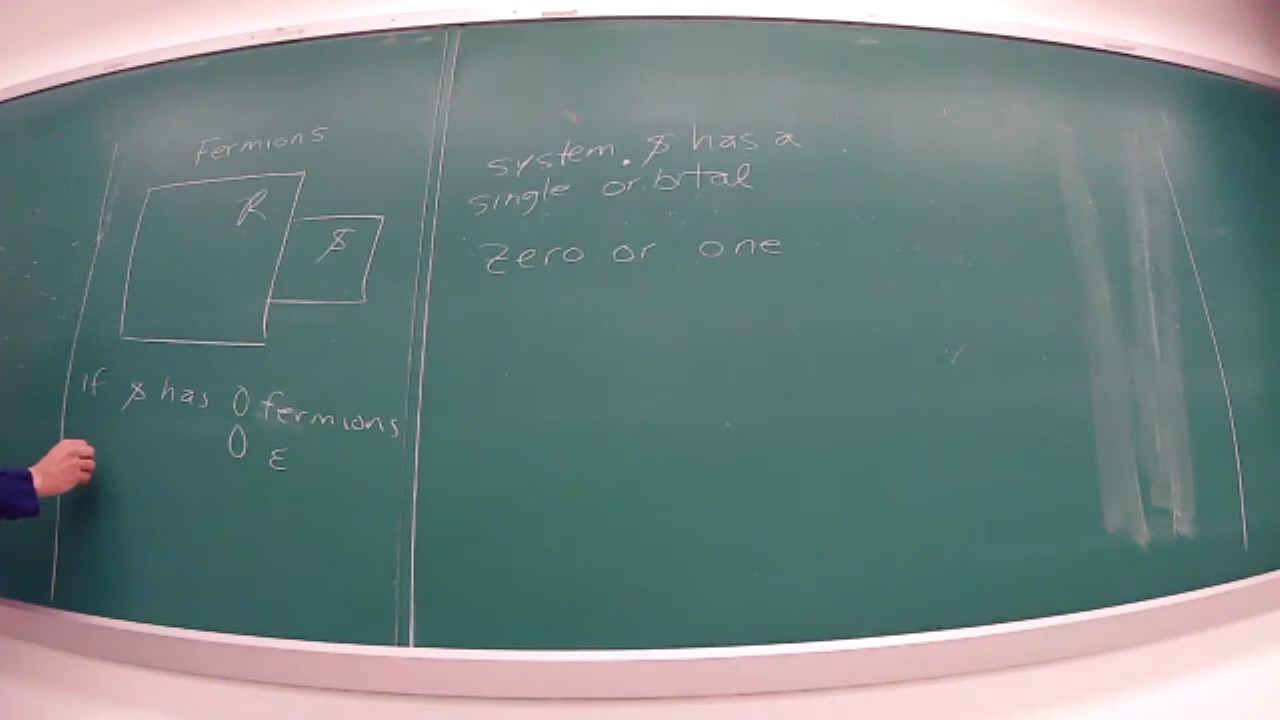 Fermions
R
$
If $ has 0 fermions
0 ε
system. $ has a
single orbital
Zero or one